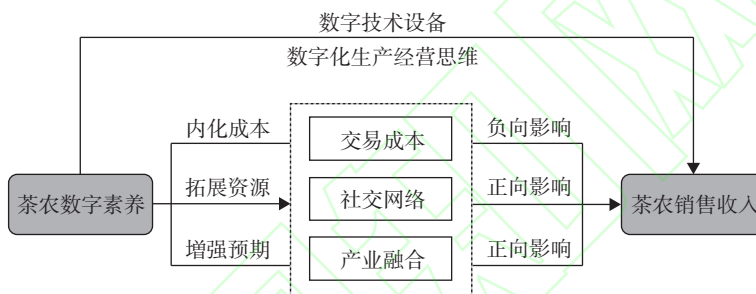 数字技术设备
数字化生产经营思维
内化成本
交易成本
负向影响
茶农数字素养
拓展资源
社交网络
正向影响
茶农销售收入
增强预期
产业融合
正向影响